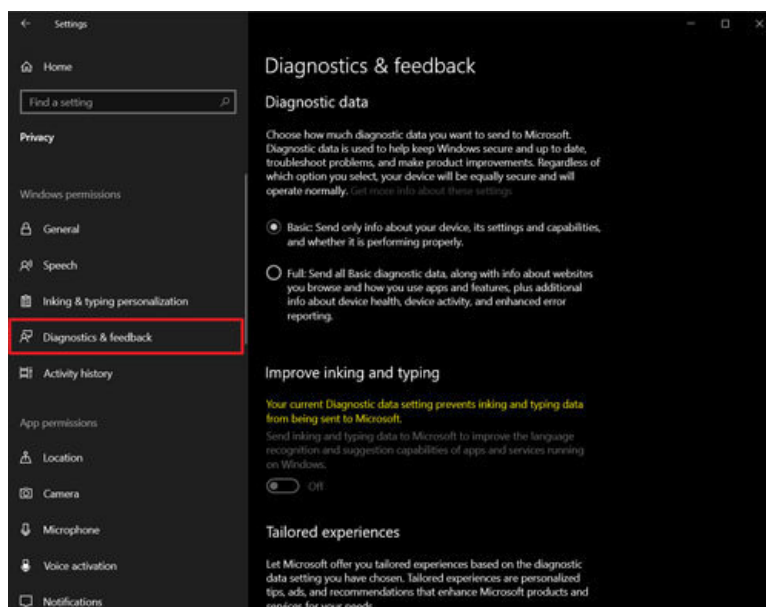 Settings
Home
Find a setting
Privacy
Windows permissions
General
Speech
Inking & typing personalization
Diagnostics & feedback
Activity history
App permissions
Location
Camera
Microphone
Voice activation
Notifications
Diagnostics & feedback
Diagnostic data
Choose how much diagnostic data you want to send to Microsoft.
Diagnostic data is used to help keep Windows secure and up to date,
troubleshoot problems, and make product improvements. Regardless of
which option you select, your device will be equally secure and will
operate normally. Get more info about these settings
Basic: Send only info about your device, its settings and capabilities,
and whether it is performing properly.
Full: Send all Basic diagnostic data, along with info about websites
you browse and how you use apps and features, plus additional
info about device health, device activity, and enhanced error
reporting.
Improve inking and typing
Your current Diagnostic data setting prevents inking and typing data
from being sent to Microsoft.
Send inking and typing data to Microsoft to improve the language
recognition and suggestion capabilities of apps and services running
on Windows.
Off
Tailored experiences
Let Microsoft offer you tailored experiences based on the diagnostic
data setting you have chosen. Tailored experiences are personalized
tips, ads, and recommendations that enhance Microsoft products and
services for your needs.